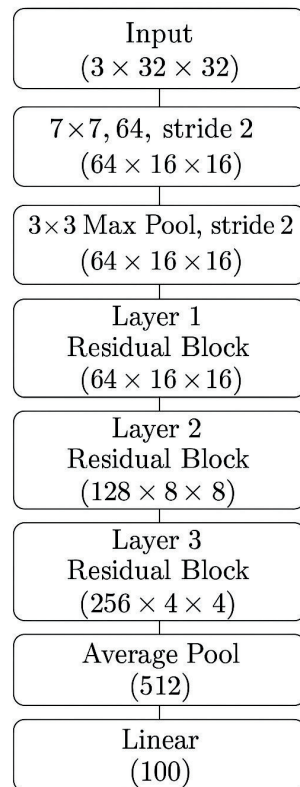 Input
(3 × 32 × 32)
7×7, 64, stride 2
(64 × 16 × 16)
3×3 Max Pool, stride 2
(64 × 16 × 16)
Layer 1
Residual Block
(64 × 16 × 16)
Layer 2
Residual Block
(128 × 8 × 8)
Layer 3
Residual Block
(256 × 4 × 4)
Average Pool
(512)
Linear
(100)